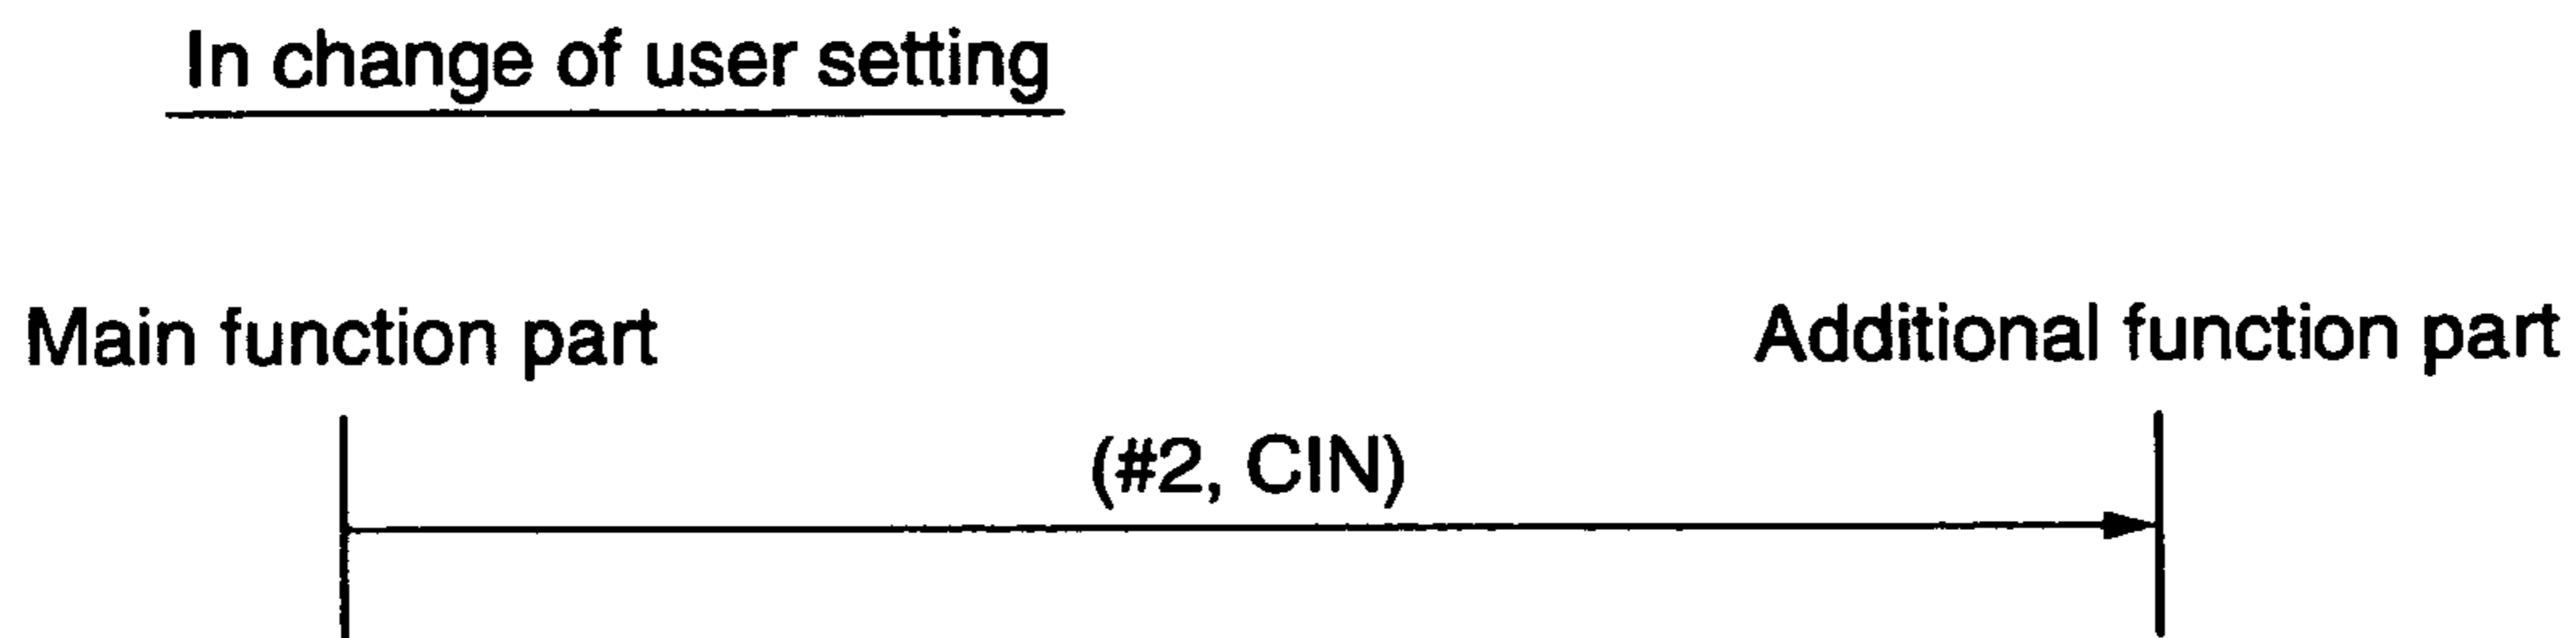 In change of user setting
Main function part
Additional function part
(#2, CIN)